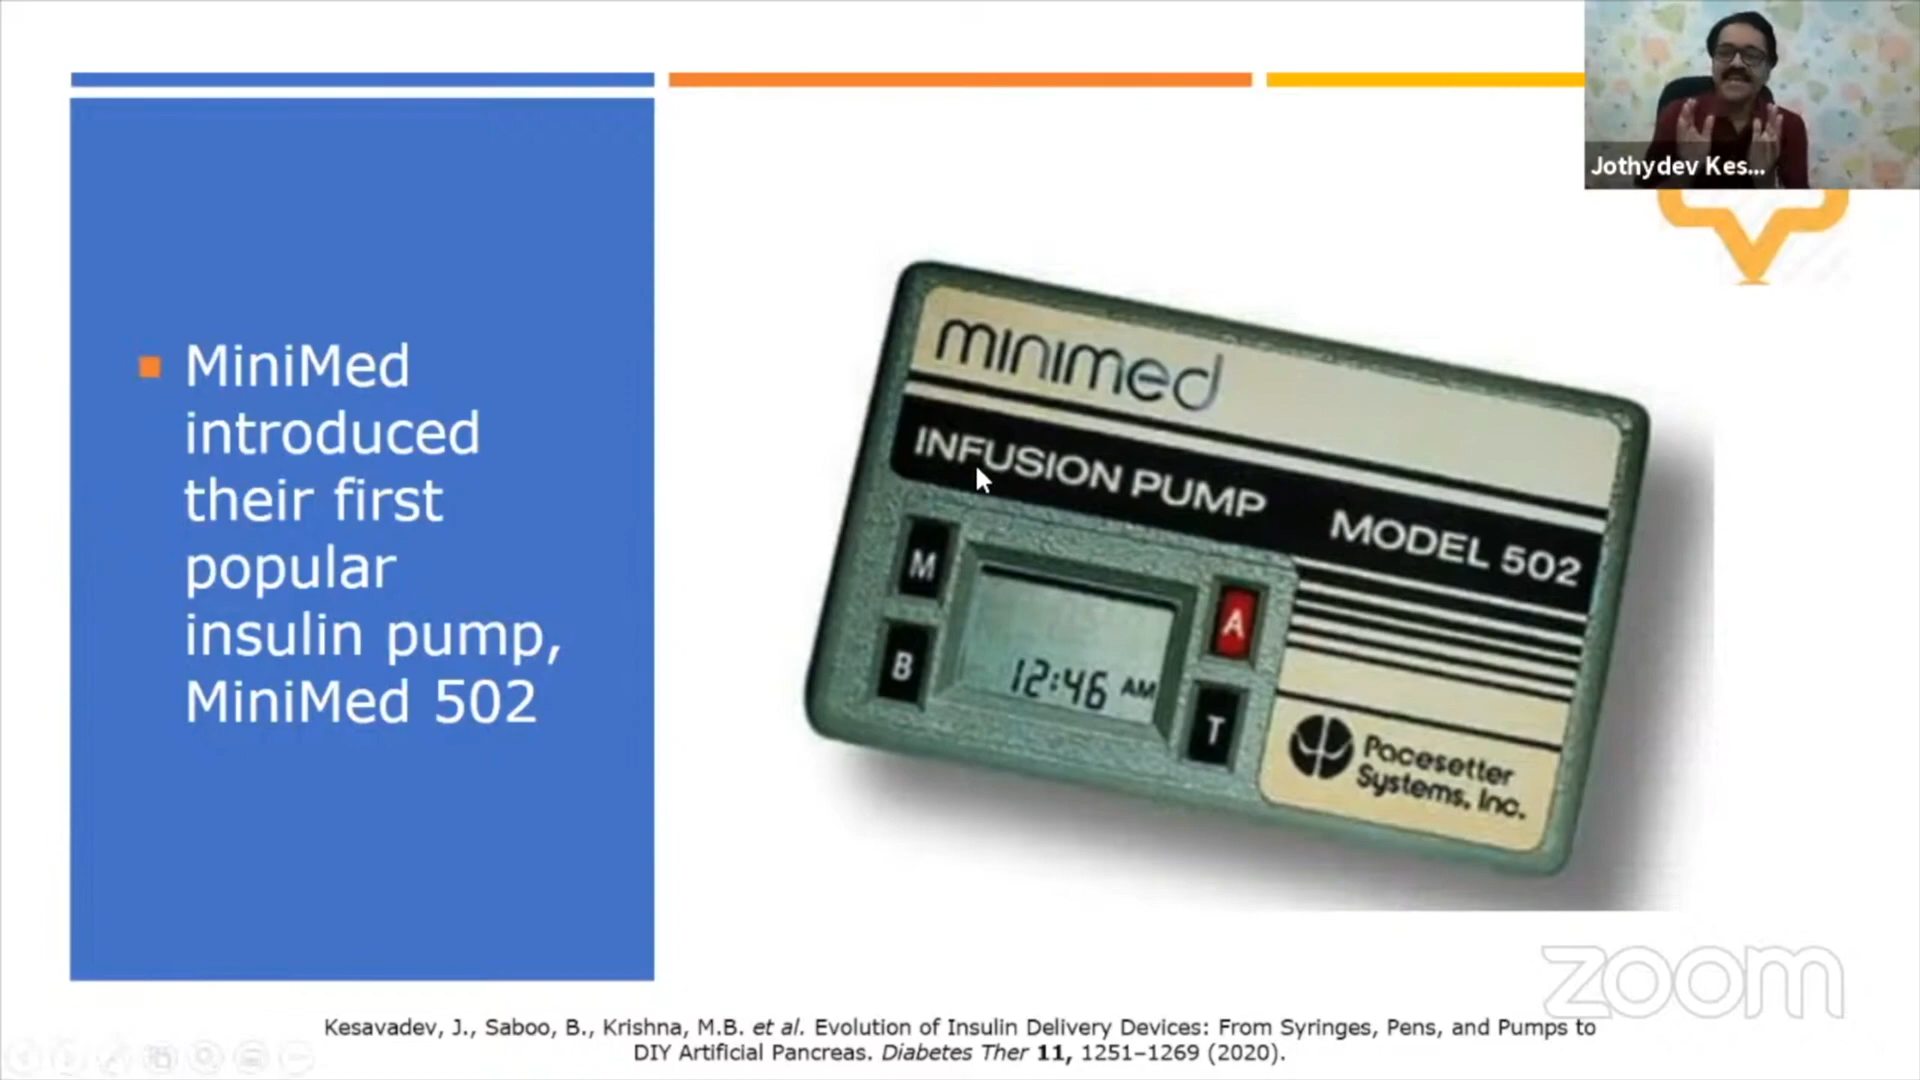 Jothydev Kes...
MiniMed
introduced
their first
popular
insulin pump,
MiniMed 502
minimed
INFUSION PUMP MODEL 502
M
A
B
12:46 AM
T
Pacesetter
Systems, Inc.
zoom
Kesavadev, J., Saboo, B., Krishna, M.B. et al. Evolution of Insulin Delivery Devices: From Syringes, Pens, and Pumps to
DIY Artificial Pancreas. Diabetes Ther 11, 1251–1269 (2020).